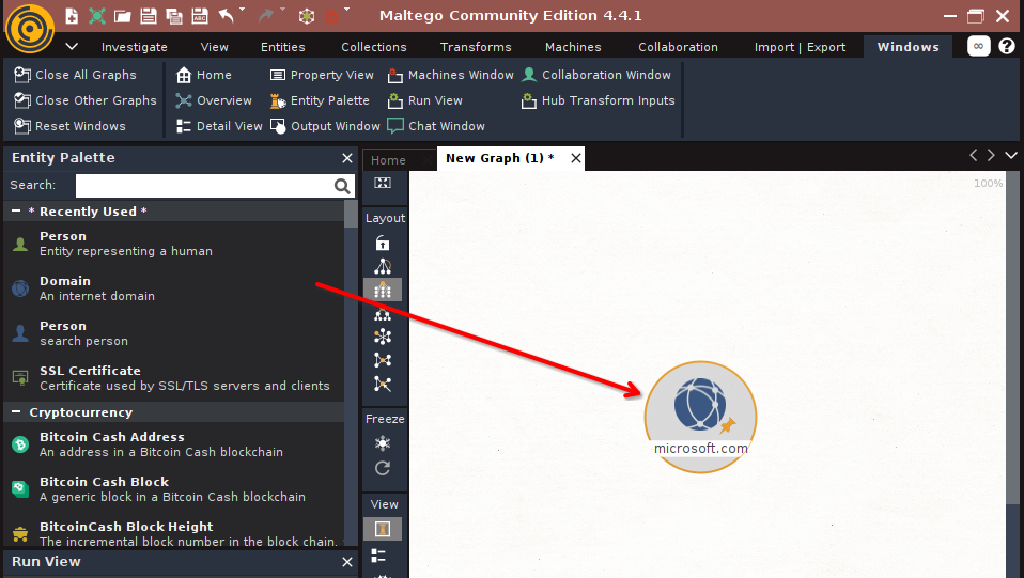 Maltego Community Edition 4.4.1
Investigate View Entities Collections Transforms Machines Collaboration Import | Export Windows
Close All Graphs Home Property View Machines Window Collaboration Window
Close Other Graphs Overview Entity Palette Run View Hub Transform Inputs
Reset Windows Detail View Output Window Chat Window
Entity Palette
Home New Graph (1) *
Search:
100%
* Recently Used *
Layout
Person
Entity representing a human
Domain
An internet domain
Person
search person
SSL Certificate
Certificate used by SSL/TLS servers and clients
Cryptocurrency
Freeze
Bitcoin Cash Address
An address in a Bitcoin Cash blockchain
microsoft.com
Bitcoin Cash Block
A generic block in a Bitcoin Cash blockchain
View
BitcoinCash Block Height
The incremental block number in the block chain.
Run View